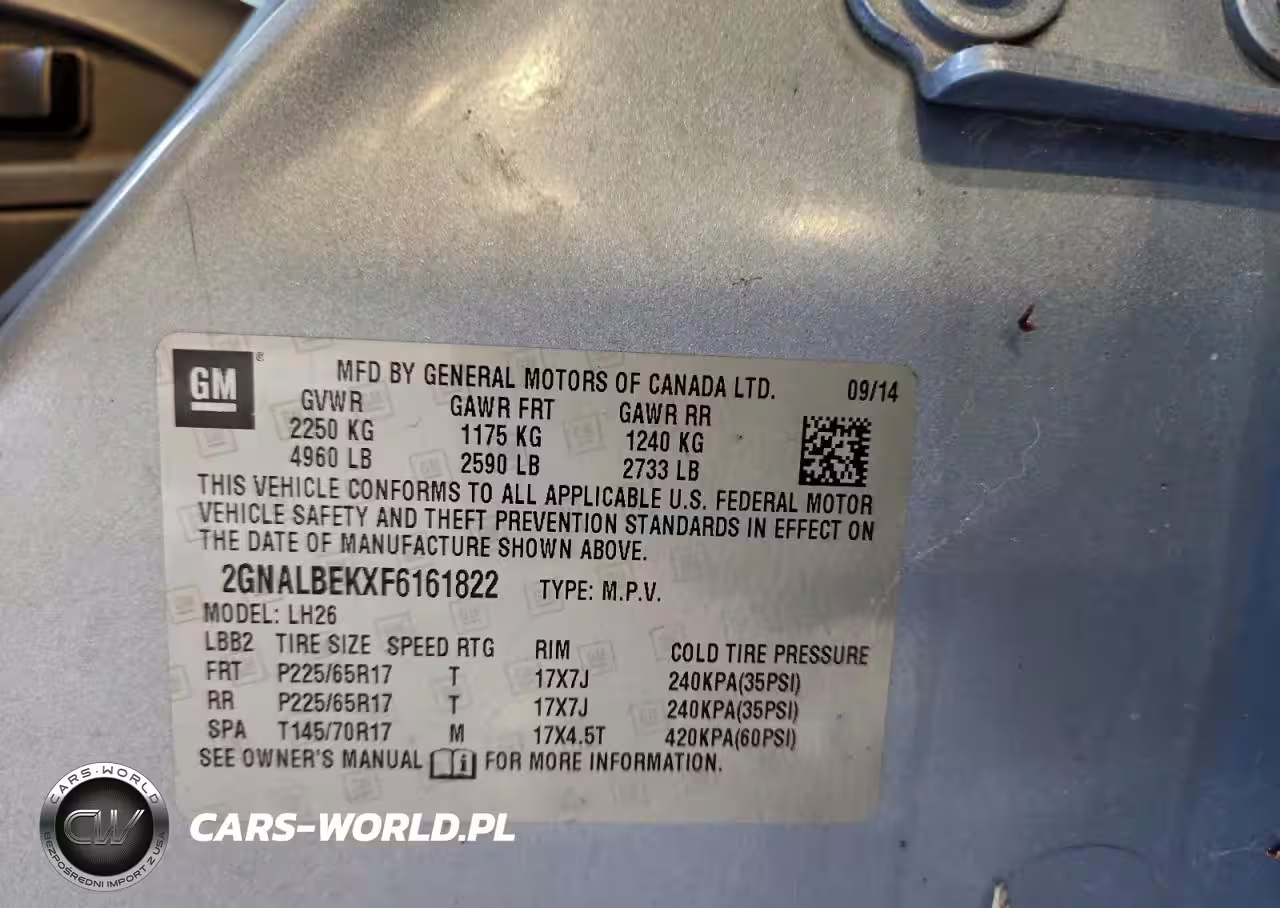 GM
MFD BY GENERAL MOTORS OF CANADA LTD. 09/14
GVWR GAWR FRT GAWR RR
2250 KG 1175 KG 1240 KG
4960 LB 2590 LB 2733 LB
THIS VEHICLE CONFORMS TO ALL APPLICABLE U.S. FEDERAL MOTOR
VEHICLE SAFETY AND THEFT PREVENTION STANDARDS IN EFFECT ON
THE DATE OF MANUFACTURE SHOWN ABOVE.
2GNALBEKXF6161822 TYPE: M.P.V.
MODEL: LH26
LBB2 TIRE SIZE SPEED RTG RIM COLD TIRE PRESSURE
FRT P225/65R17 T 17X7J 240KPA(35PSI)
RR P225/65R17 T 17X7J 240KPA(35PSI)
SPA T145/70R17 M 17X4.5T 420KPA(60PSI)
SEE OWNER'S MANUAL FOR MORE INFORMATION.
CARS-WORLD
CW
BEZPOŚREDNI IMPORT Z USA
CARS-WORLD.PL